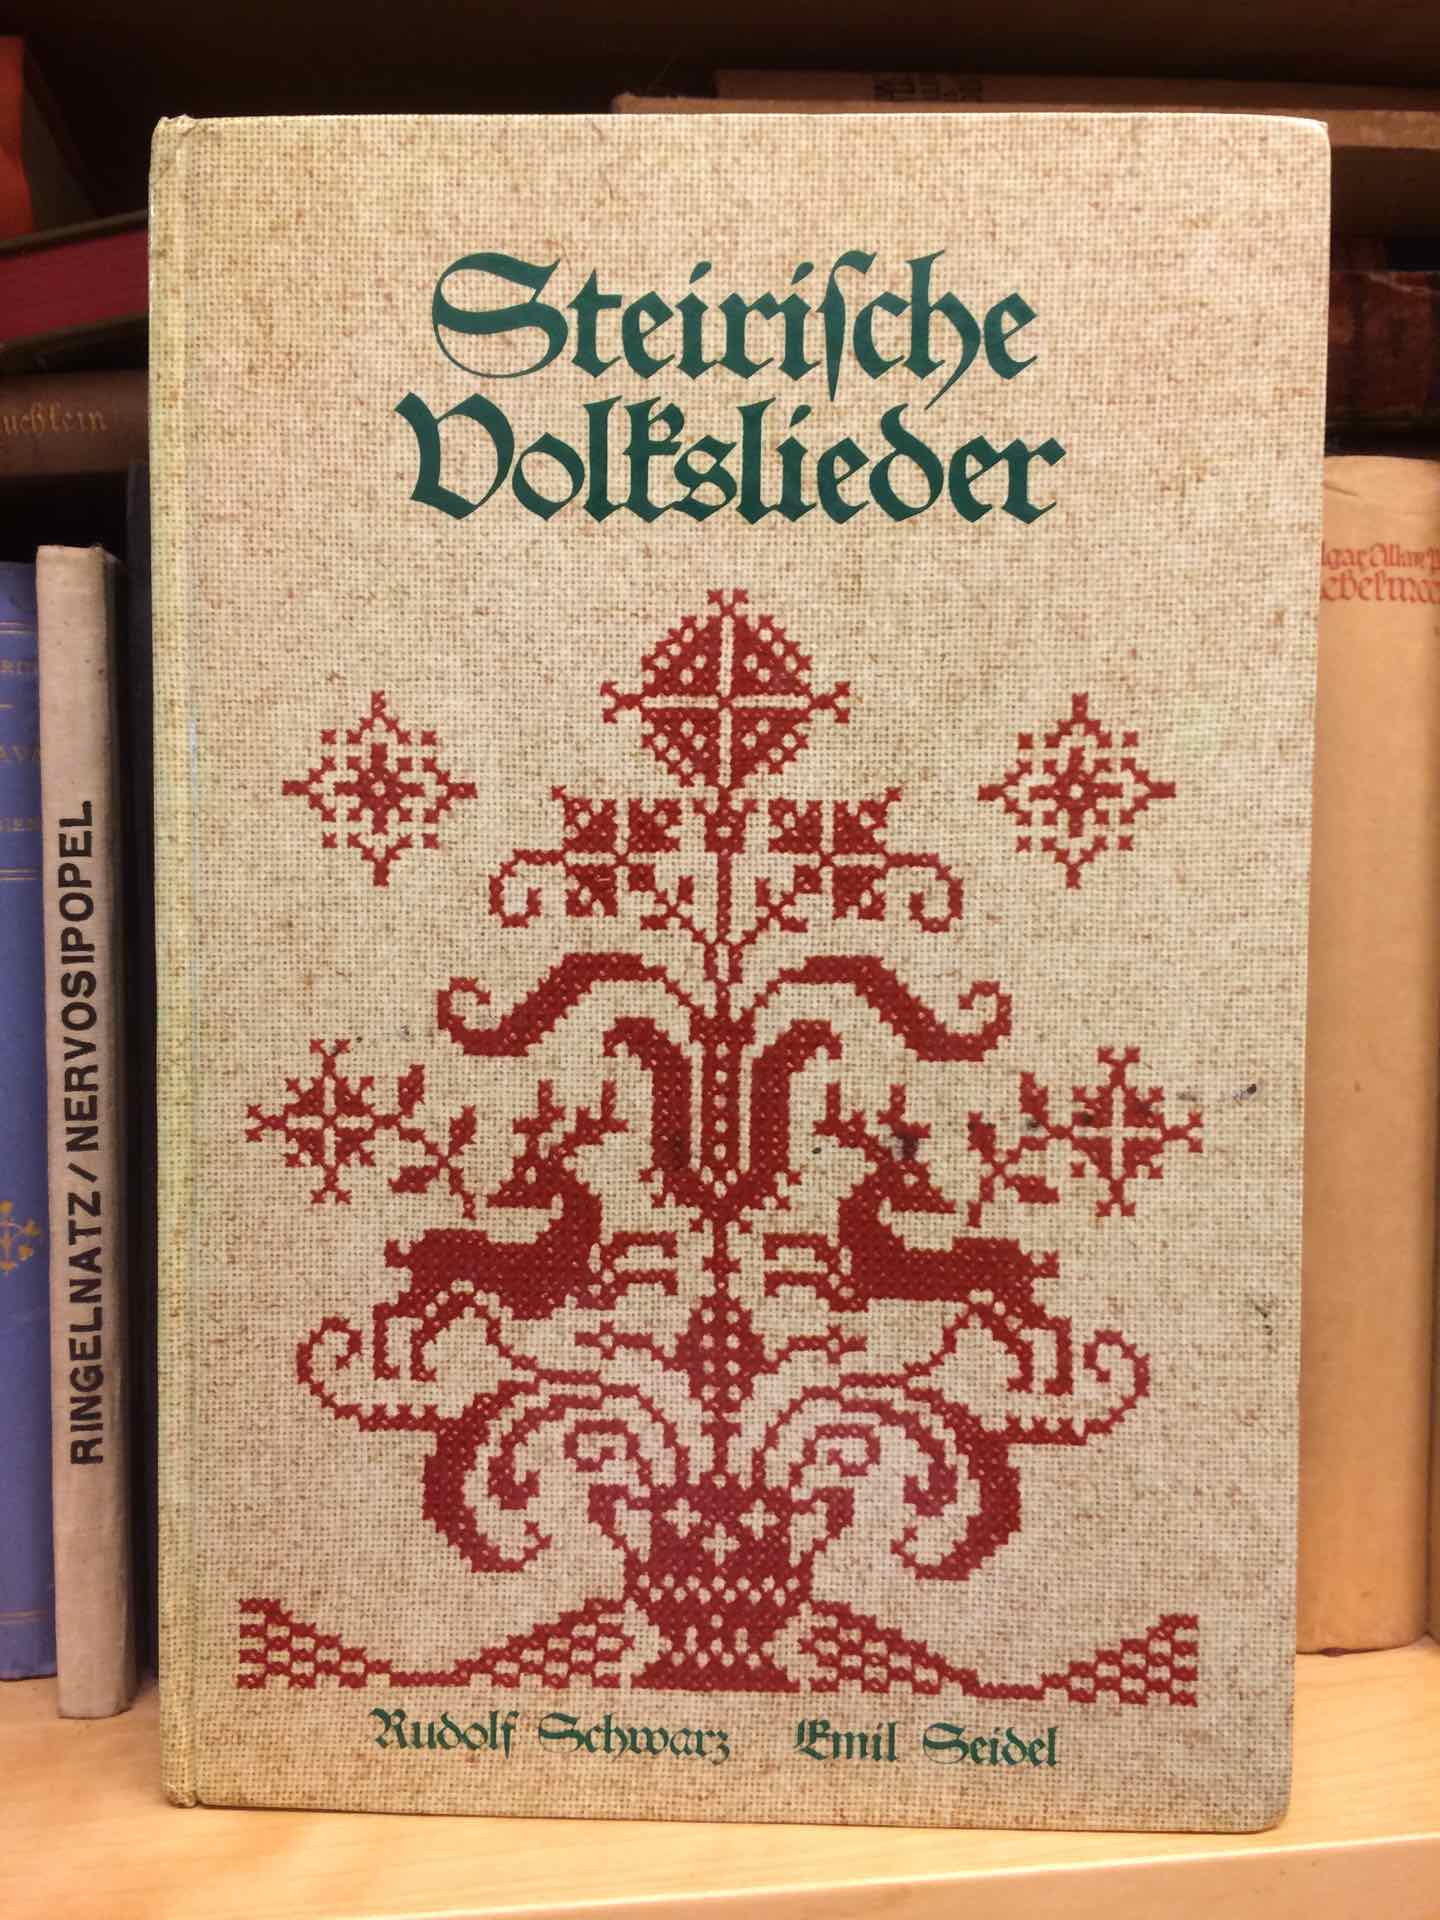 Steiriſche
Volkslieder
Rudolf Schwarz Emil Seidel
RINGELNATZ / NERVOSIPOPEL